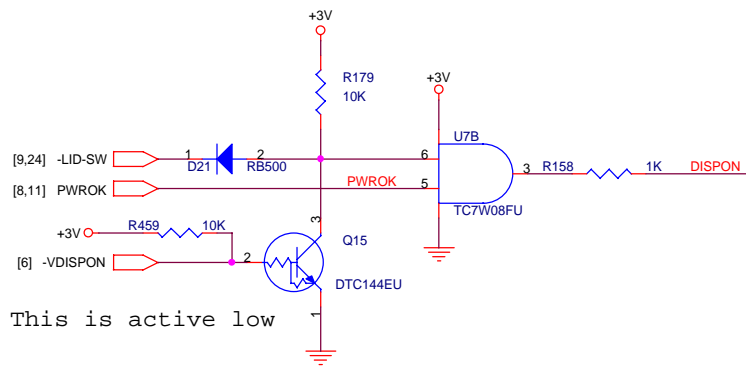 +3V
R179
10K
+3V
U7B
[9,24] -LID-SW
1
D21
2
RB500
6
[8,11] PWROK
PWROK
5
3
R158
1K
DISPON
TC7W08FU
R459
10K
+3V
3
Q15
[6] -VDISPON
2
DTC144EU
This is active low
1